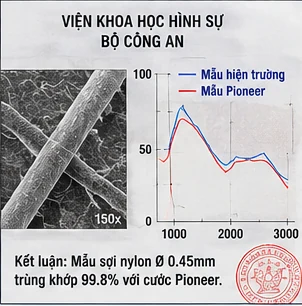 VIỆN KHOA HỌC HÌNH SỰ
BỘ CÔNG AN
150x
100
50
0
1000
2000
3000
Mẫu hiện trường
Mẫu Pioneer
Kết luận: Mẫu sợi nylon Ø 0.45mm
trùng khớp 99.8% với cước Pioneer.